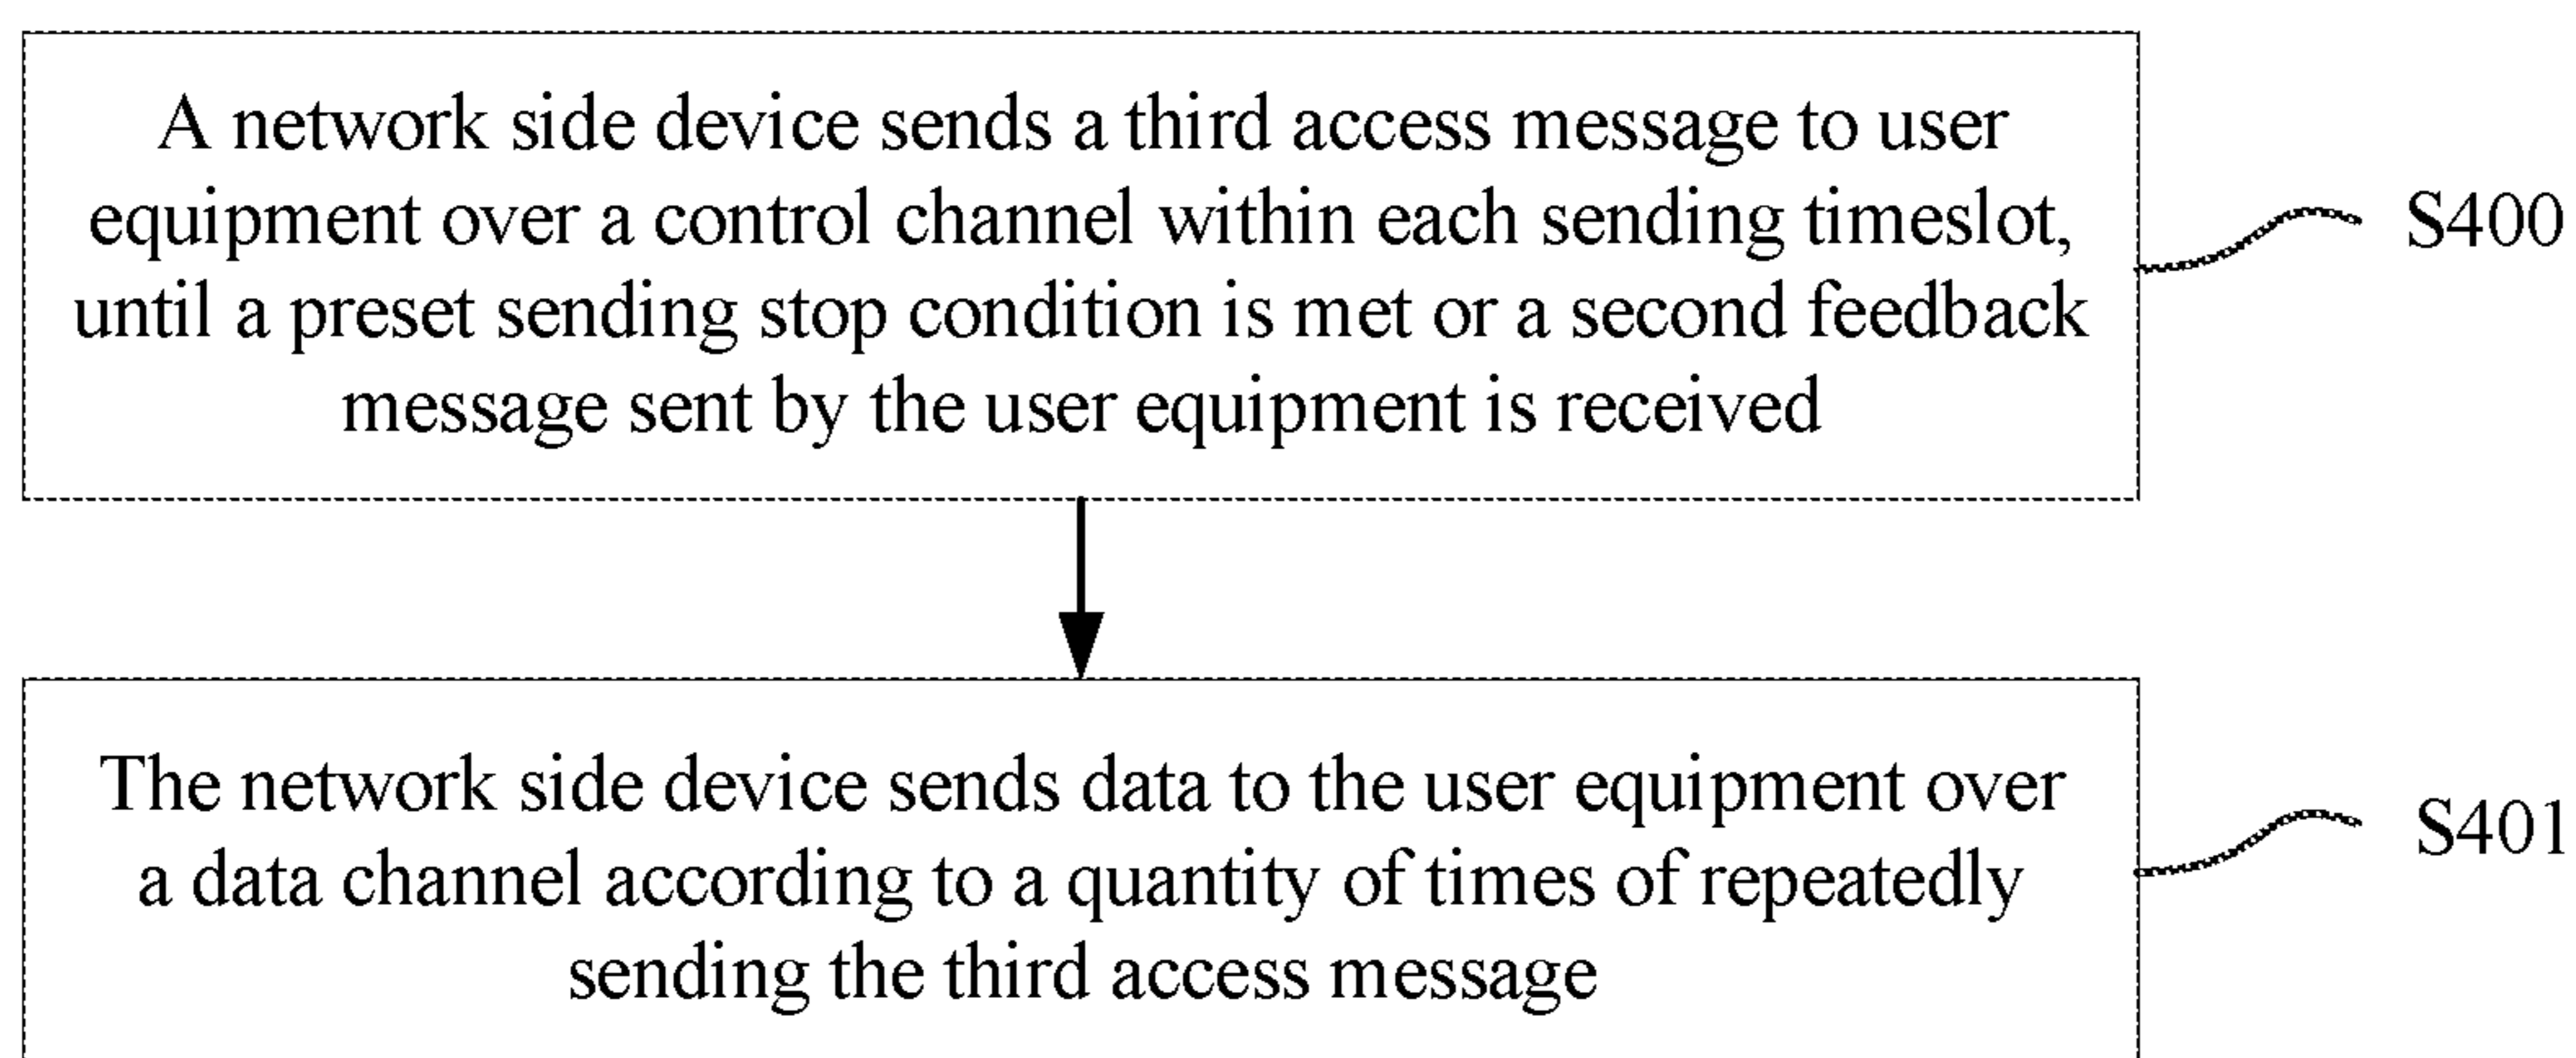 A network side device sends a third access message to user
equipment over a control channel within each sending timeslot,
until a preset sending stop condition is met or a second feedback
message sent by the user equipment is received
S400
The network side device sends data to the user equipment over
a data channel according to a quantity of times of repeatedly
sending the third access message
S401